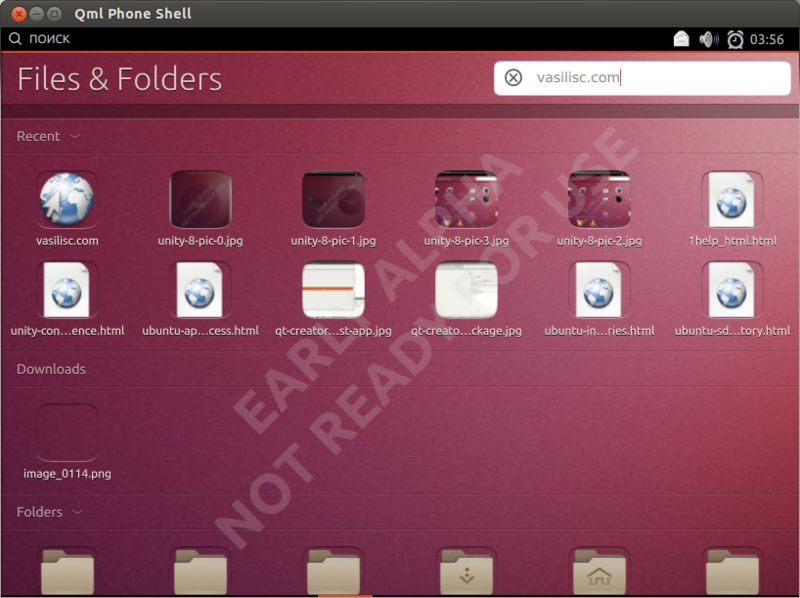 Qml Phone Shell
ПОИСК
03:56
Files & Folders
vasilisc.com
Recent
vasilisc.com
unity-8-pic-0.jpg
unity-8-pic-1.jpg
unity-8-pic-3.jpg
unity-8-pic-2.jpg
1help_html.html
unity-con...ence.html
ubuntu-ap...cess.html
qt-creator...st-app.jpg
qt-creato...ckage.jpg
ubuntu-in...ries.html
ubuntu-sd...tory.html
Downloads
image_0114.png
Folders
EARLY ALPHA
NOT READY FOR USE